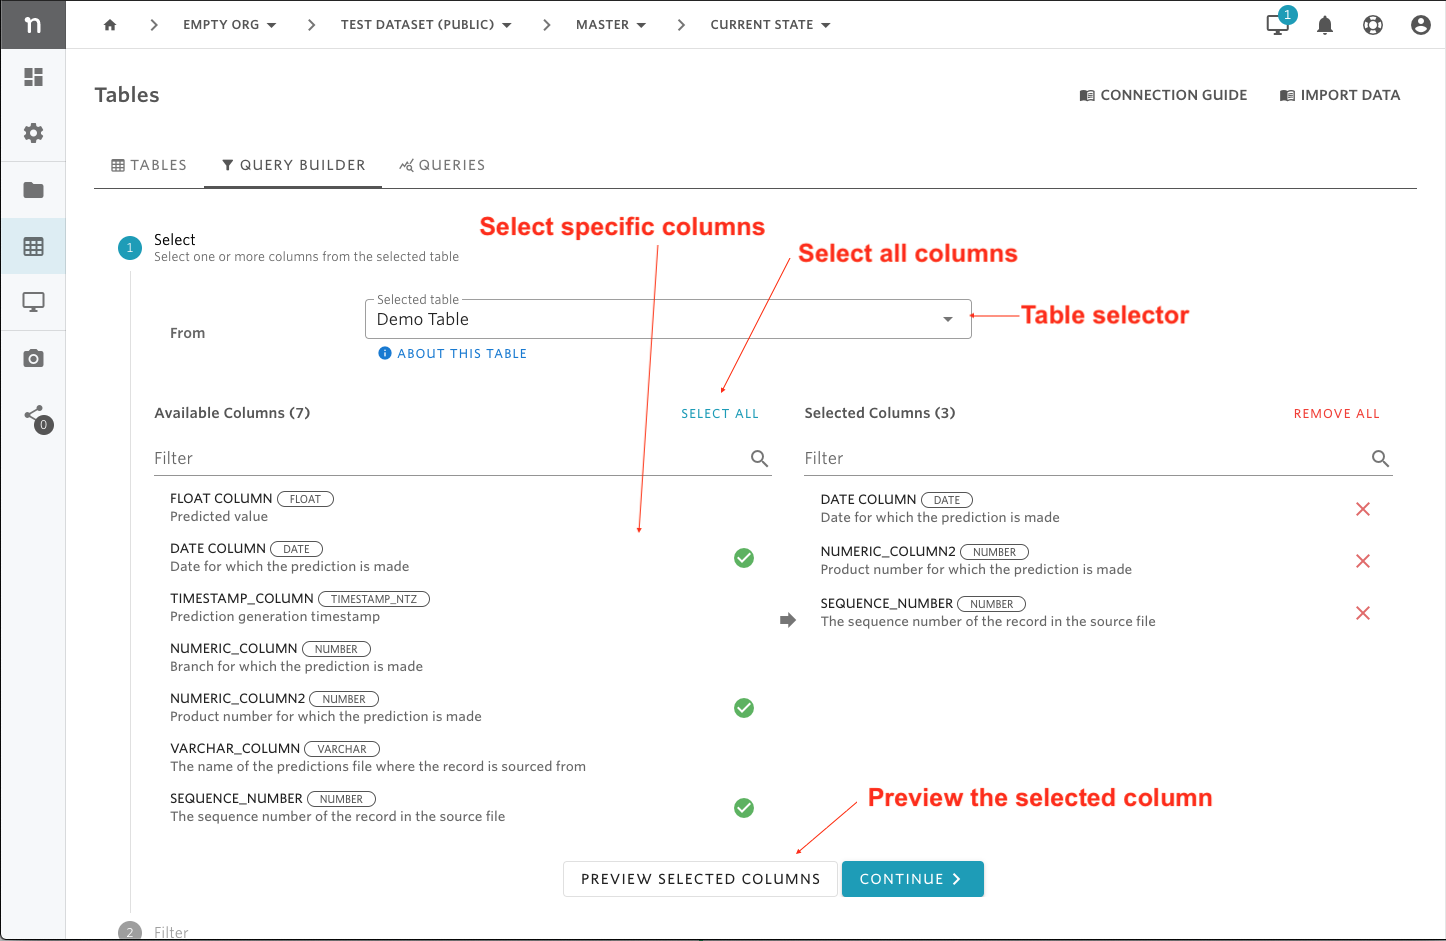 n
EMPTY ORG
TEST DATASET (PUBLIC)
MASTER
CURRENT STATE
1
Tables
CONNECTION GUIDE
IMPORT DATA
TABLES
QUERY BUILDER
QUERIES
Select specific columns
Select all columns
1
Select
Select one or more columns from the selected table
Selected table
Demo Table
Table selector
From
ABOUT THIS TABLE
0
Available Columns (7)
SELECT ALL
Filter
FLOAT COLUMN FLOAT
Predicted value
DATE COLUMN DATE
Date for which the prediction is made
TIMESTAMP_COLUMN TIMESTAMP_NTZ
Prediction generation timestamp
NUMERIC_COLUMN NUMBER
Branch for which the prediction is made
NUMERIC_COLUMN2 NUMBER
Product number for which the prediction is made
VARCHAR_COLUMN VARCHAR
The name of the predictions file where the record is sourced from
SEQUENCE_NUMBER NUMBER
The sequence number of the record in the source file
Selected Columns (3)
REMOVE ALL
Filter
DATE COLUMN DATE
Date for which the prediction is made
NUMERIC_COLUMN2 NUMBER
Product number for which the prediction is made
SEQUENCE_NUMBER NUMBER
The sequence number of the record in the source file
Preview the selected column
PREVIEW SELECTED COLUMNS
CONTINUE
2
Filter